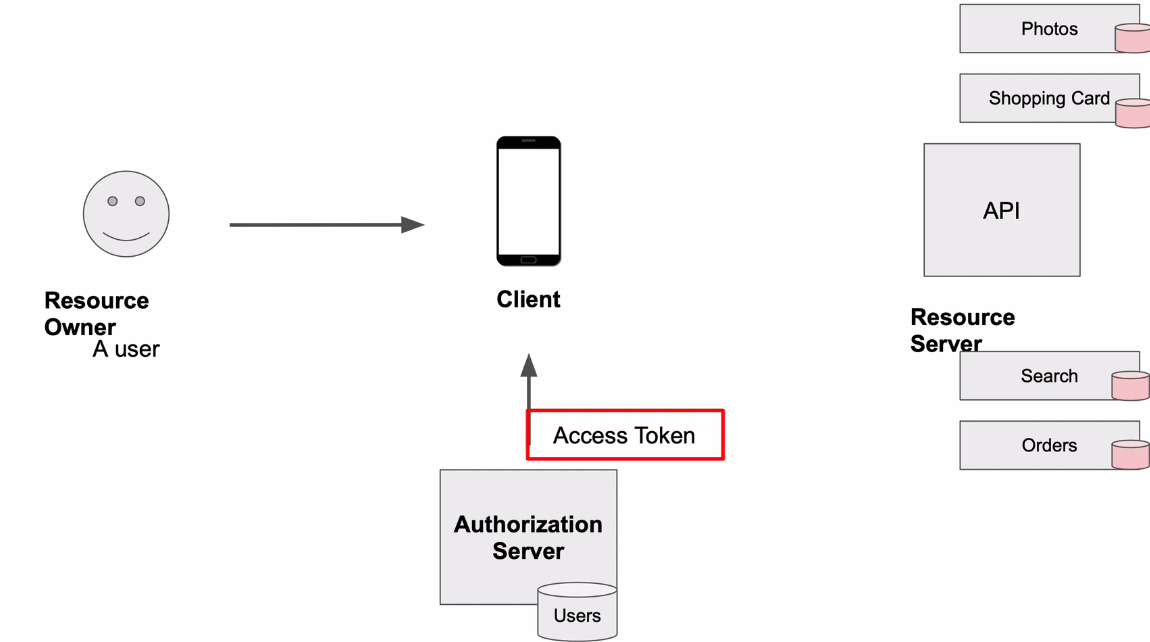 Photos
Shopping Card
API
Client
Resource
Owner
A user
Resource
Server
Search
Access Token
Orders
Authorization
Server
Users